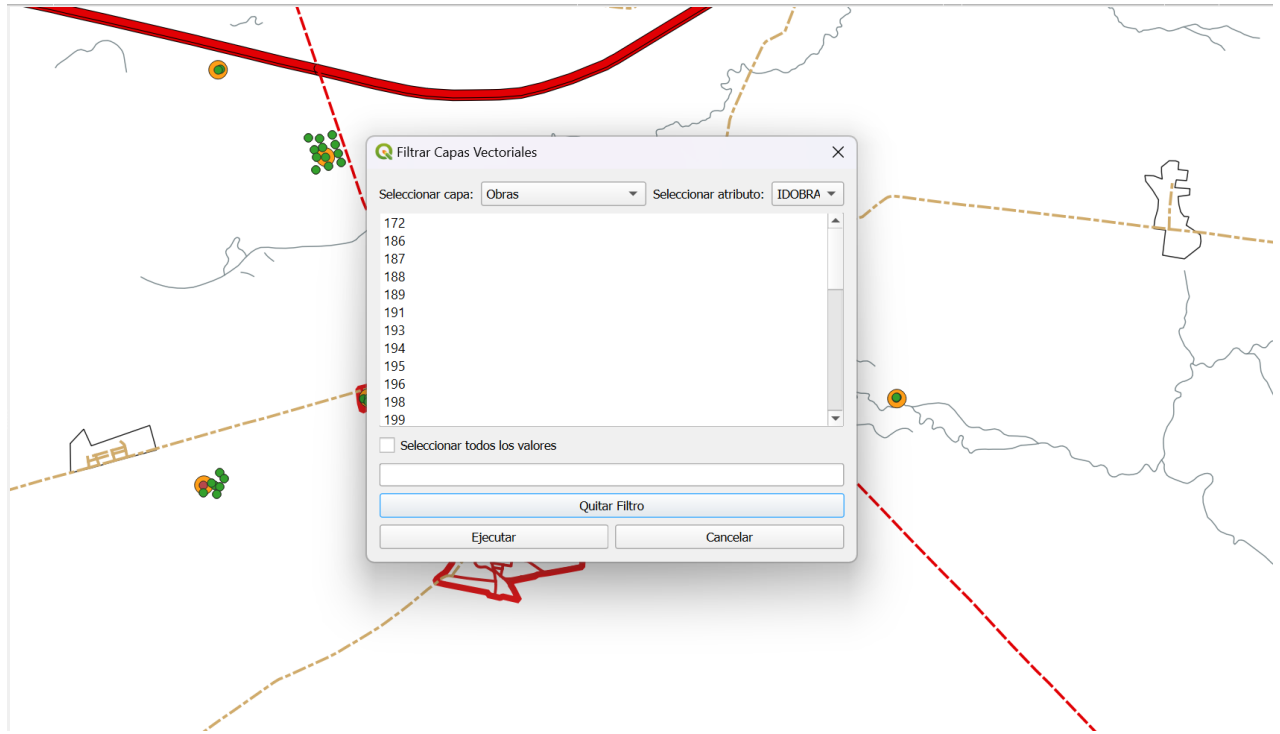 Filtrar Capas Vectoriales
Seleccionar capa: Obras Seleccionar atributo: IDOBRA
172
186
187
188
189
191
193
194
195
196
198
199
Seleccionar todos los valores
Quitar Filtro
Ejecutar Cancelar